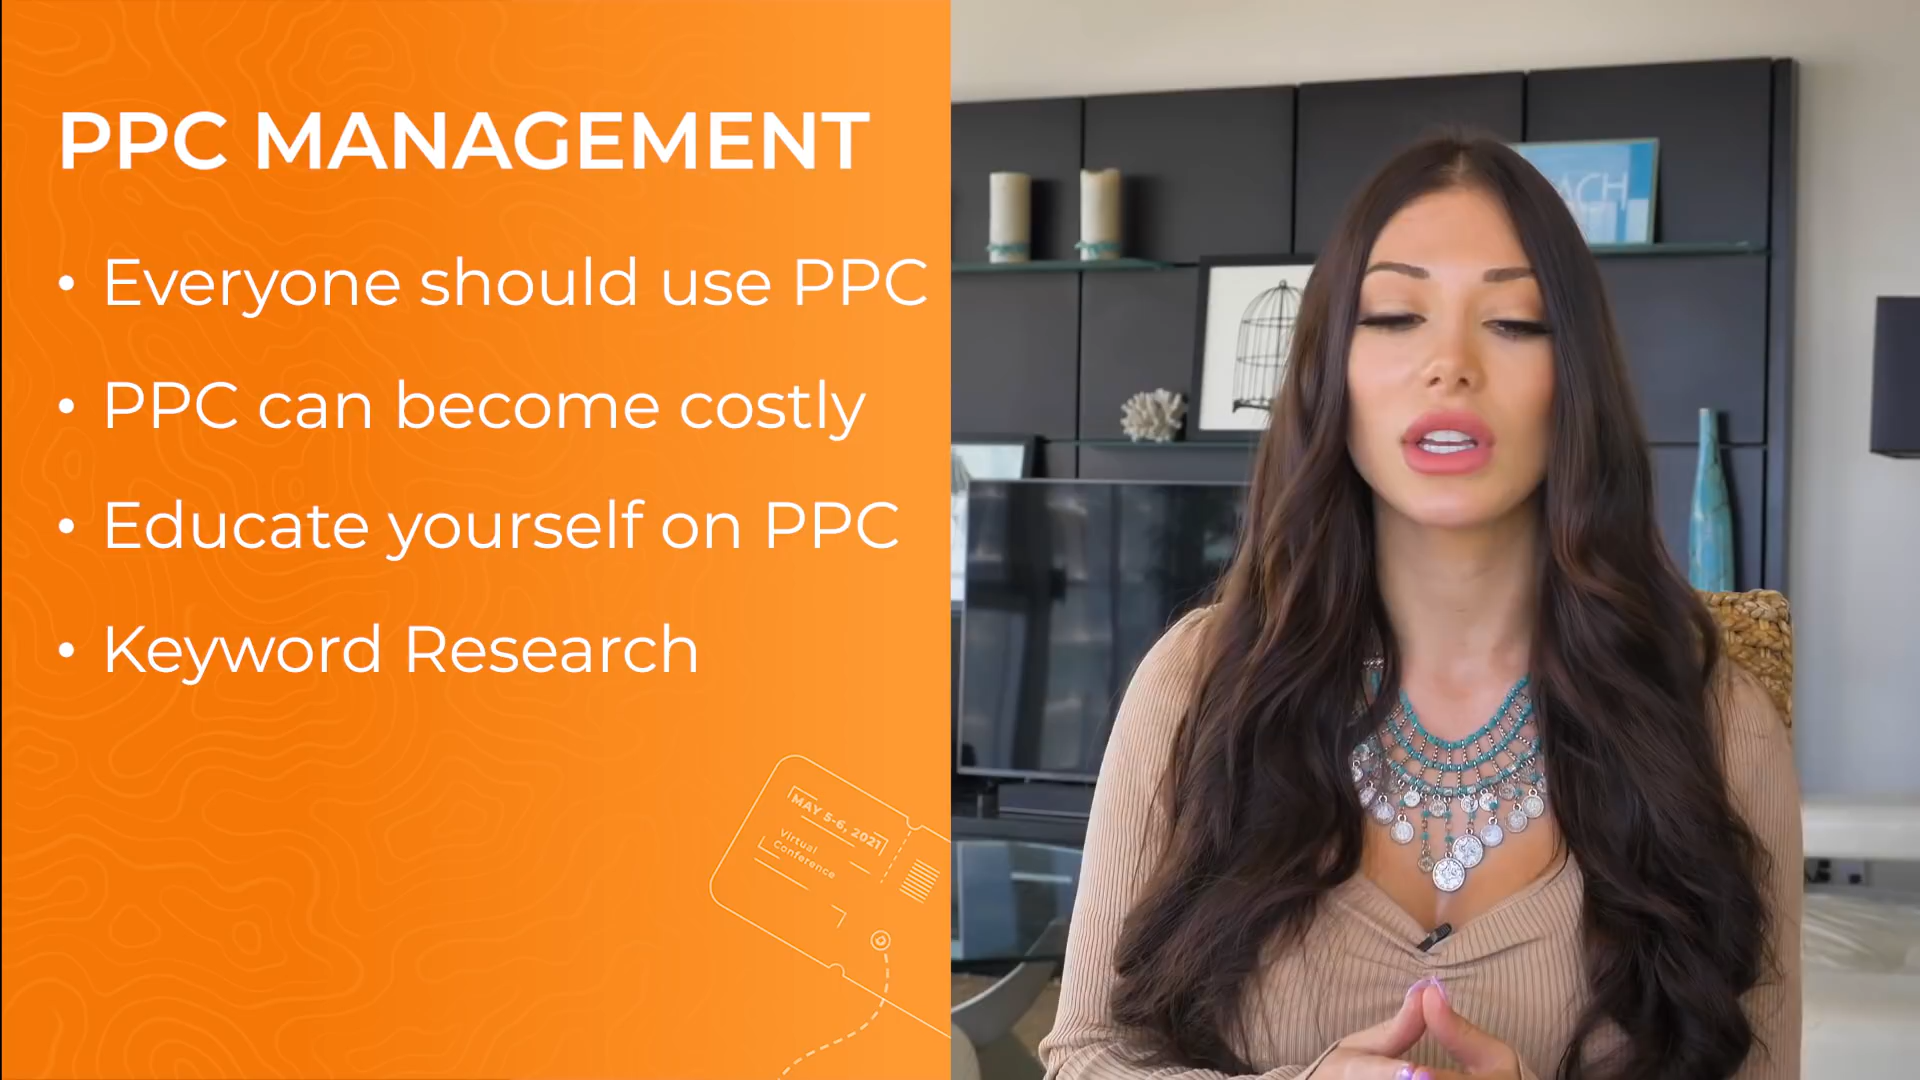 PPC MANAGEMENT
• Everyone should use PPC
• PPC can become costly
• Educate yourself on PPC
• Keyword Research
MAY 5-6, 2021
Virtual
Conference
ACH